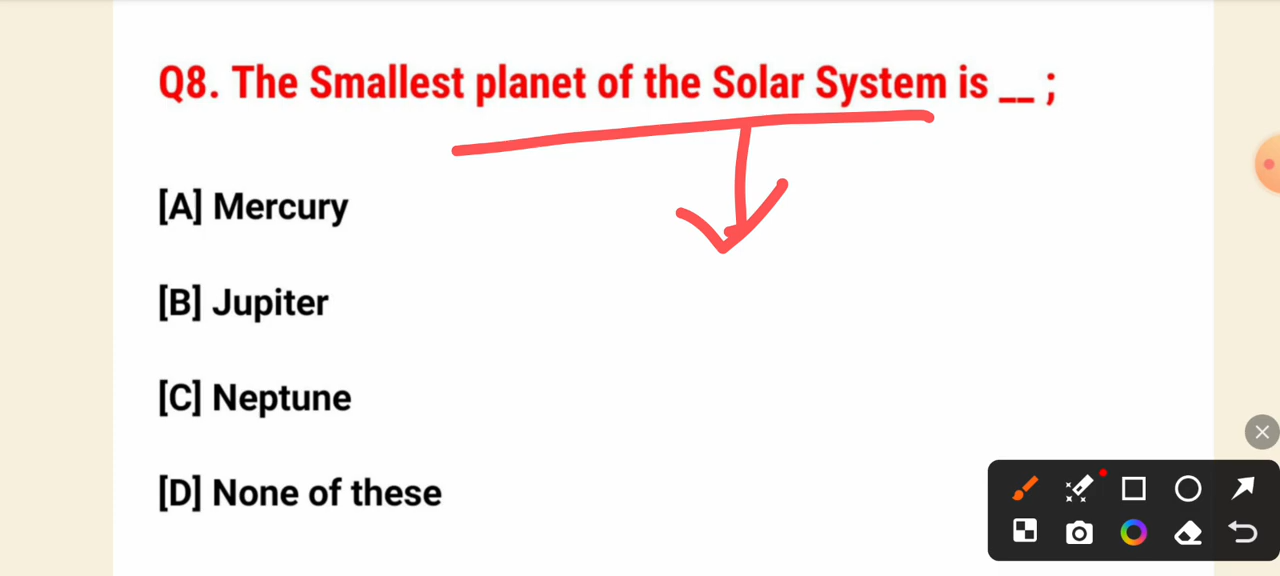 Q8. The Smallest planet of the Solar System is __ ;
[A] Mercury
[B] Jupiter
[C] Neptune
[D] None of these